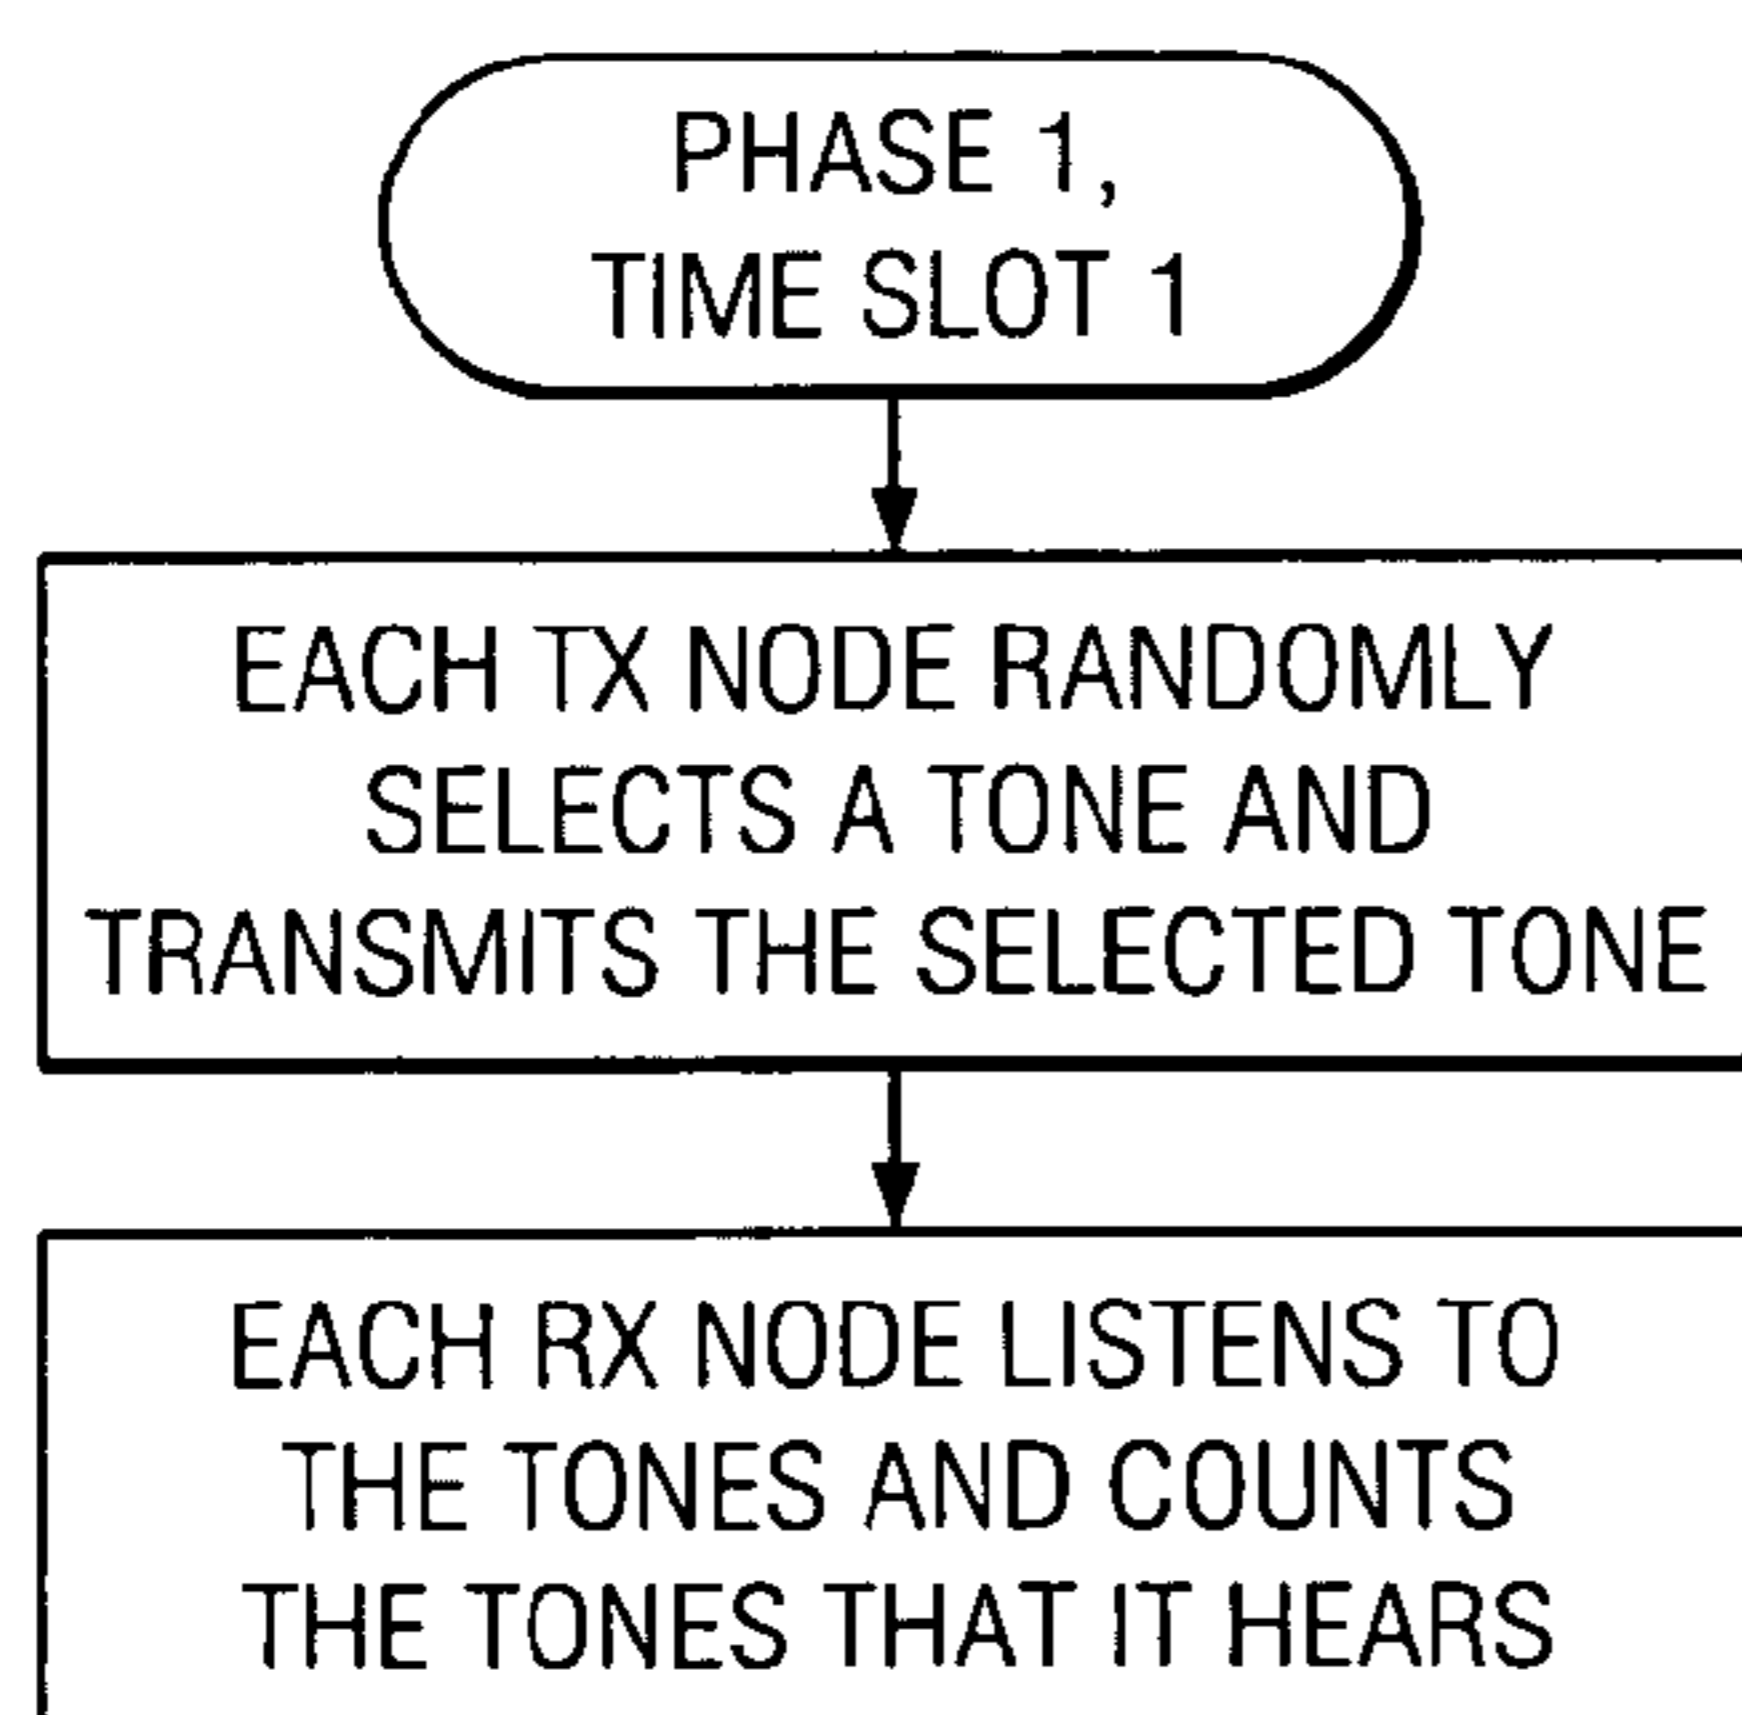 PHASE 1,
TIME SLOT 1
EACH TX NODE RANDOMLY
SELECTS A TONE AND
TRANSMITS THE SELECTED TONE
EACH RX NODE LISTENS TO
THE TONES AND COUNTS
THE TONES THAT IT HEARS